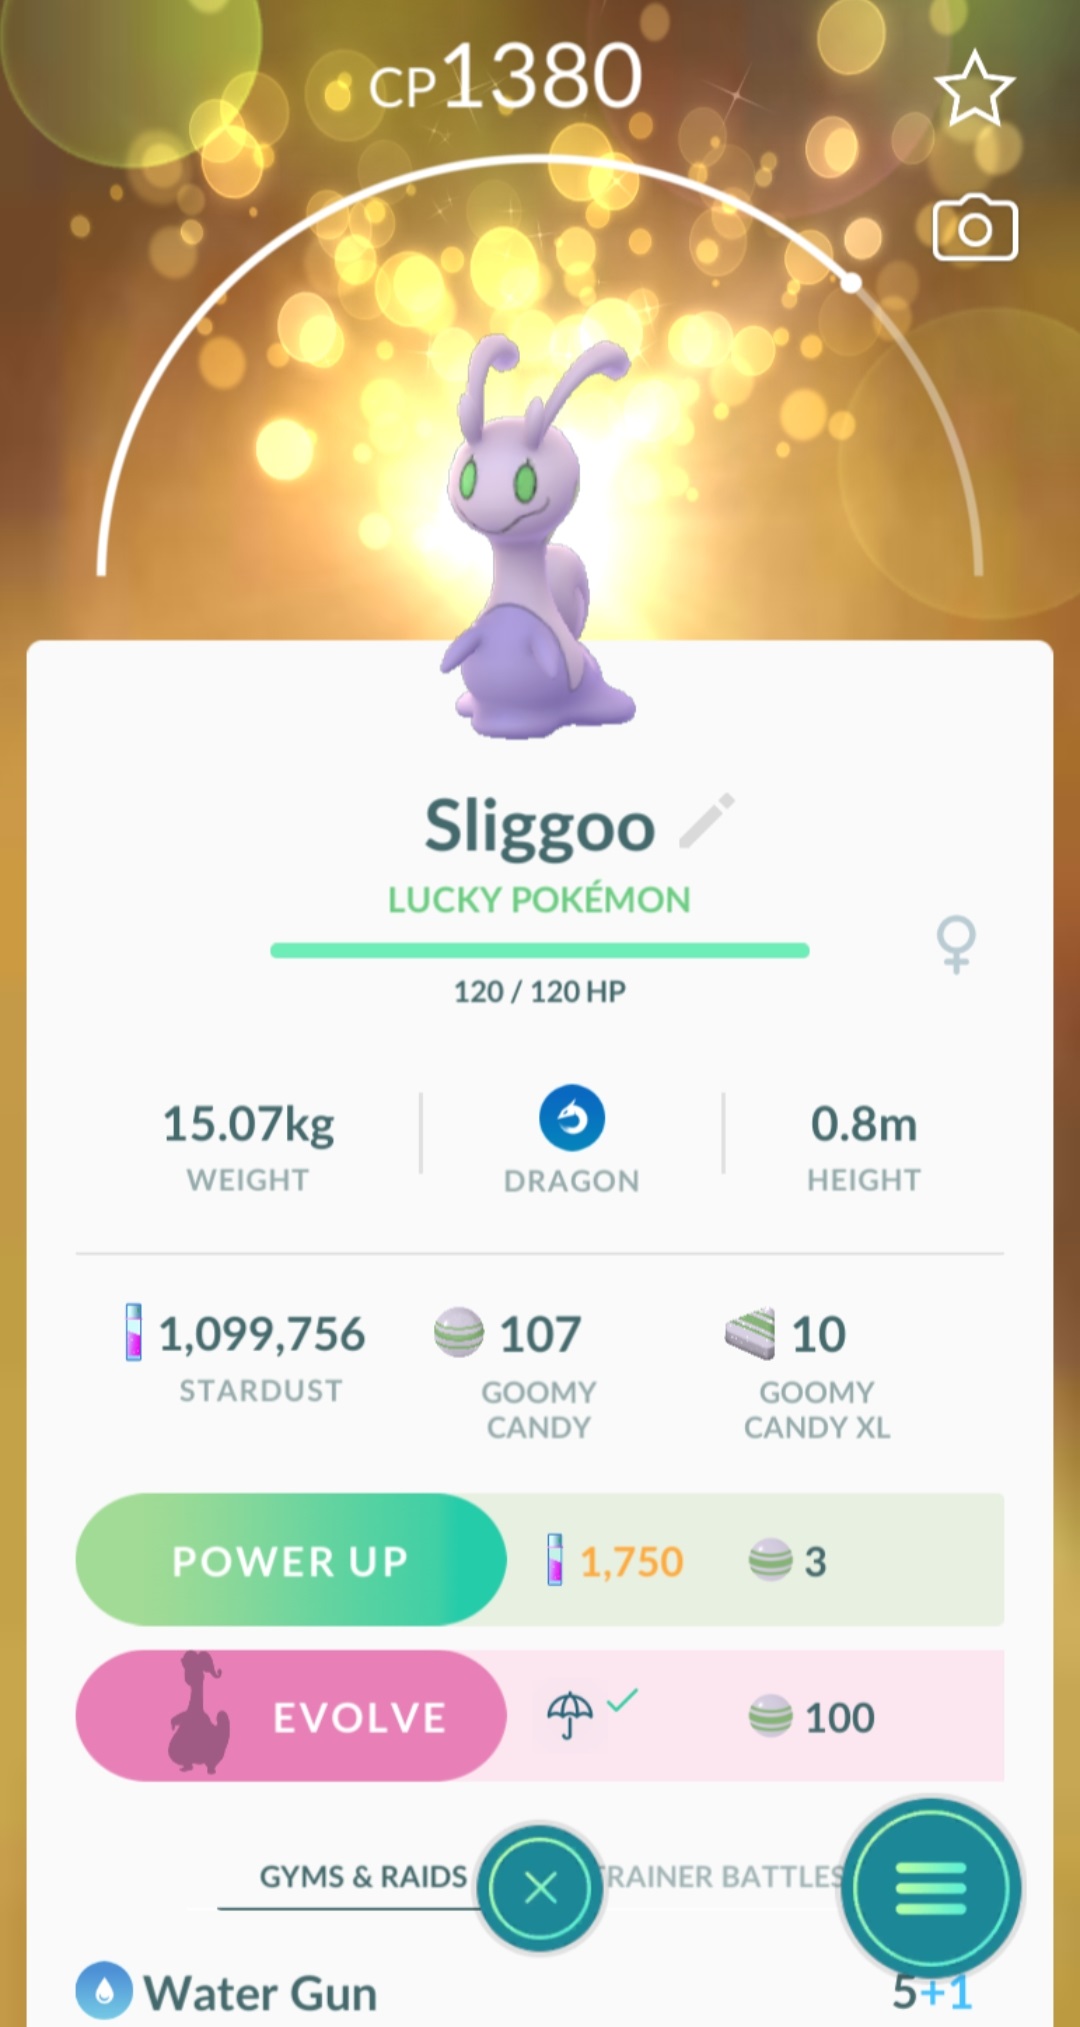 CP1380
Sliggoo
LUCKY POKÉMON
120 / 120 HP
15.07kg
WEIGHT
DRAGON
0.8m
HEIGHT
1,099,756
STARDUST
107
GOOMY
CANDY
10
GOOMY
CANDY XL
POWER UP 1,750 3
EVOLVE 100
GYMS & RAIDS TRAINER BATTLES
Water Gun 5+1